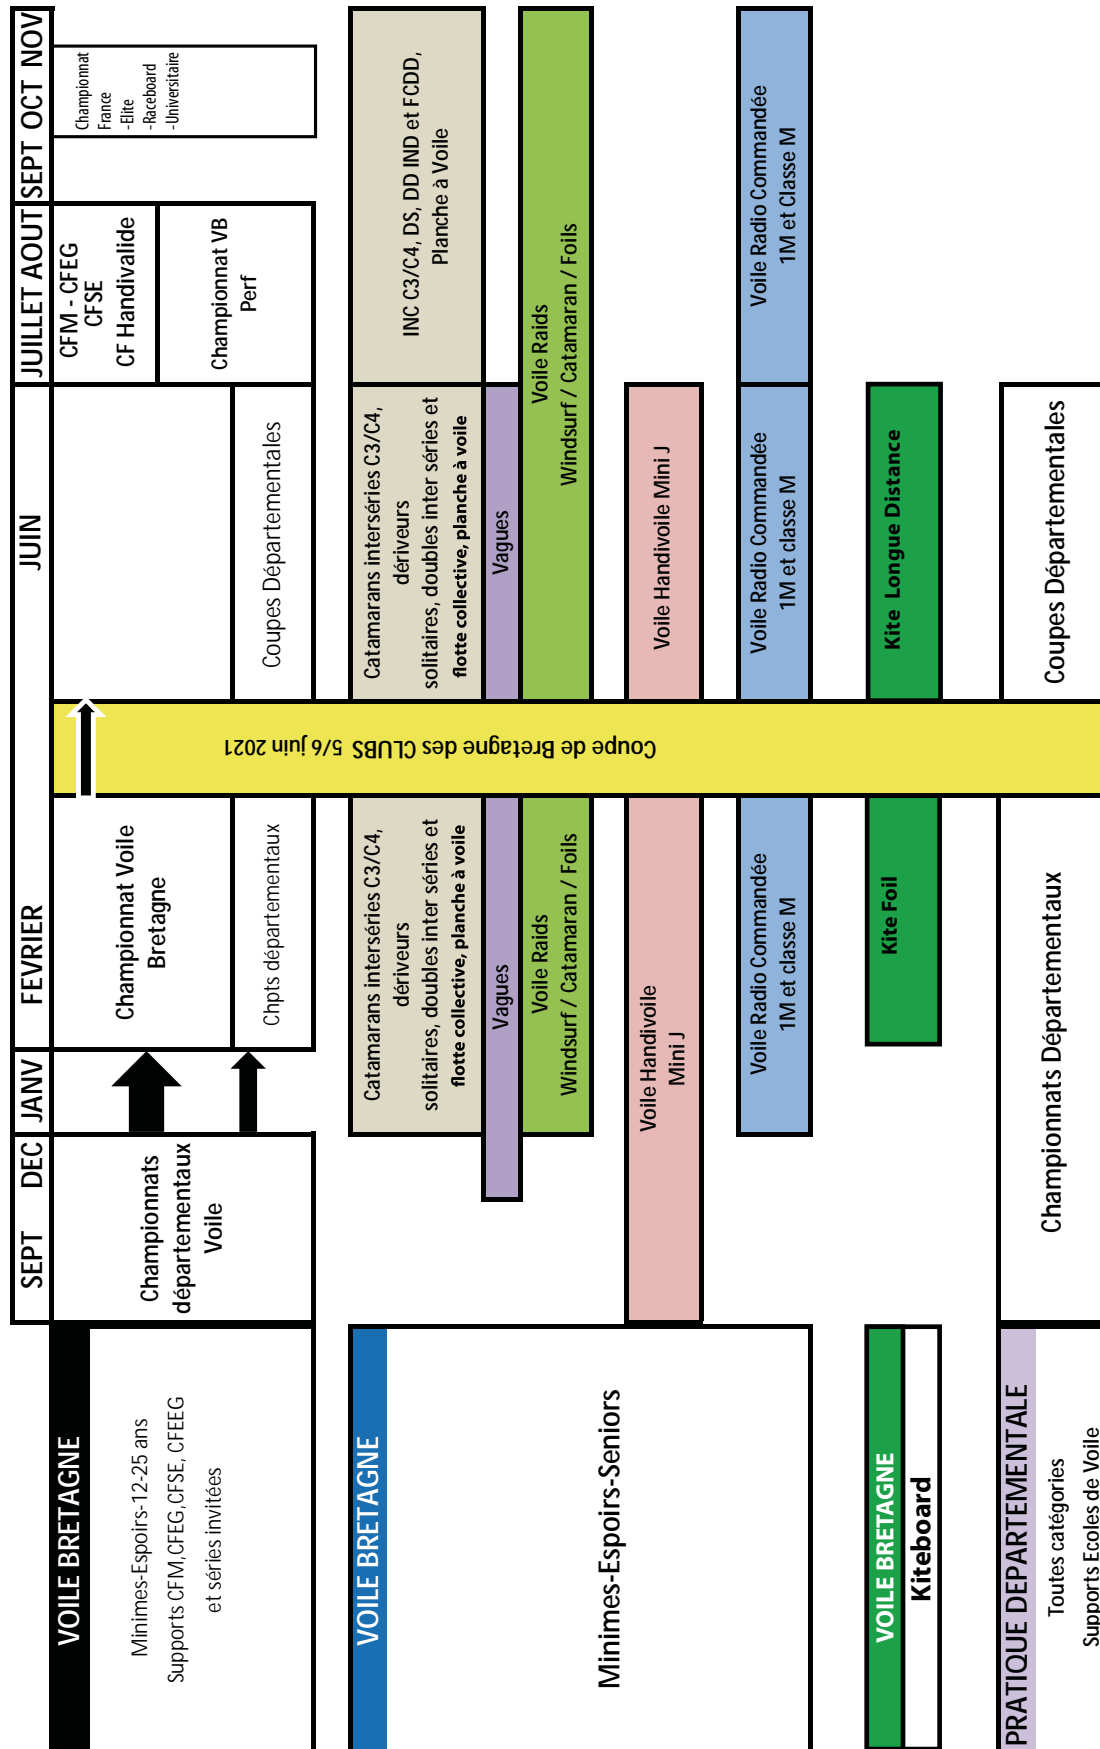 SEPT DEC JANV FEVRIER JUIN JUILLET AOUT SEPT OCT NOV
VOILE BRETAGNE
Minimes-Espoirs-12-25 ans
Supports CFM,CFEG,CFSE, CFEEG
et séries invitées
Championnats
départementaux
Voile
Championnat Voile
Bretagne
Chpts départementaux
Coupes Départementales
CFM - CFEG
CFSE
CF Handivalide
Championnat VB
Perf
Championnat
France
-Elite
-Raceboard
-Universitaire
Coupe de Bretagne des CLUBS 5/6 juin 2021
VOILE BRETAGNE
Minimes-Espoirs-Seniors
Catamarans interséries C3/C4,
dériveurs
solitaires, doubles inter séries et
flotte collective, planche à voile
Catamarans interséries C3/C4,
dériveurs
solitaires, doubles inter séries et
flotte collective, planche à voile
INC C3/C4, DS, DD IND et FCDD,
Planche à Voile
Vagues
Vagues
Voile Raids
Windsurf / Catamaran / Foils
Voile Raids
Windsurf / Catamaran / Foils
Voile Handivoile
Mini J
Voile Handivoile Mini J
Voile Radio Commandée
1M et classe M
Voile Radio Commandée
1M et classe M
Voile Radio Commandée
1M et Classe M
VOILE BRETAGNE
Kiteboard
Kite Foil
Kite Longue Distance
PRATIQUE DEPARTEMENTALE
Toutes catégories
Supports Ecoles de Voile
Championnats Départementaux
Coupes Départementales